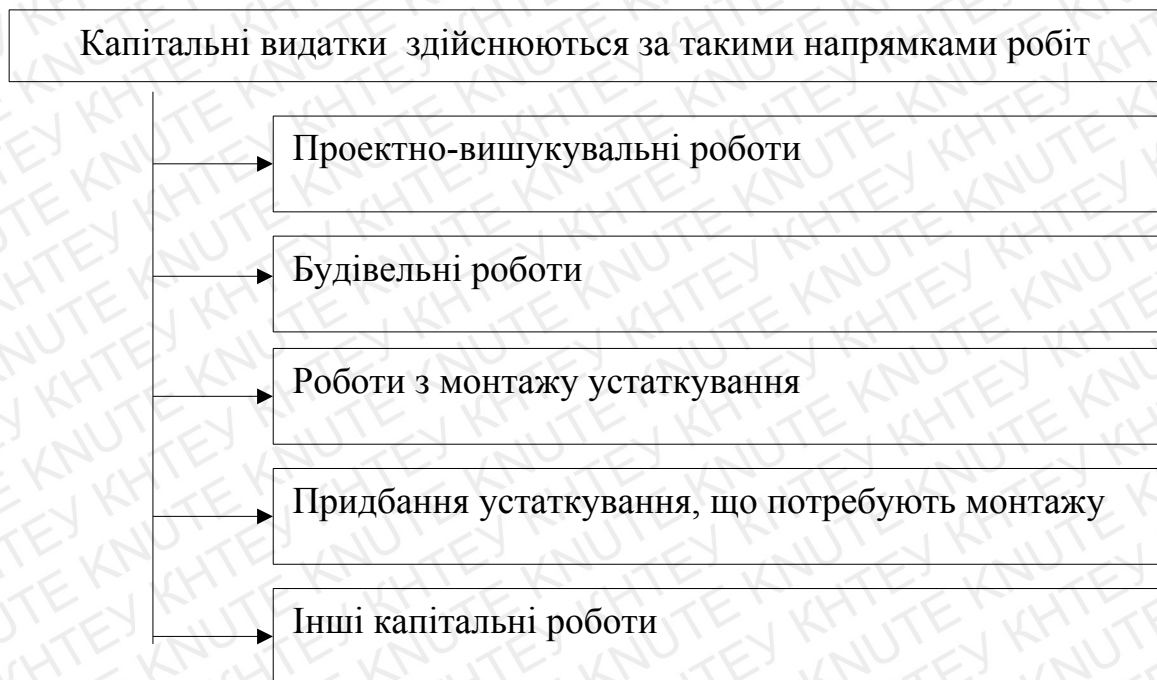 Капітальні видатки здійснюються за такими напрямками робіт
Проектно-вишукувальні роботи
Будівельні роботи
Роботи з монтажу устаткування
Придбання устаткування, що потребують монтажу
Інші капітальні роботи